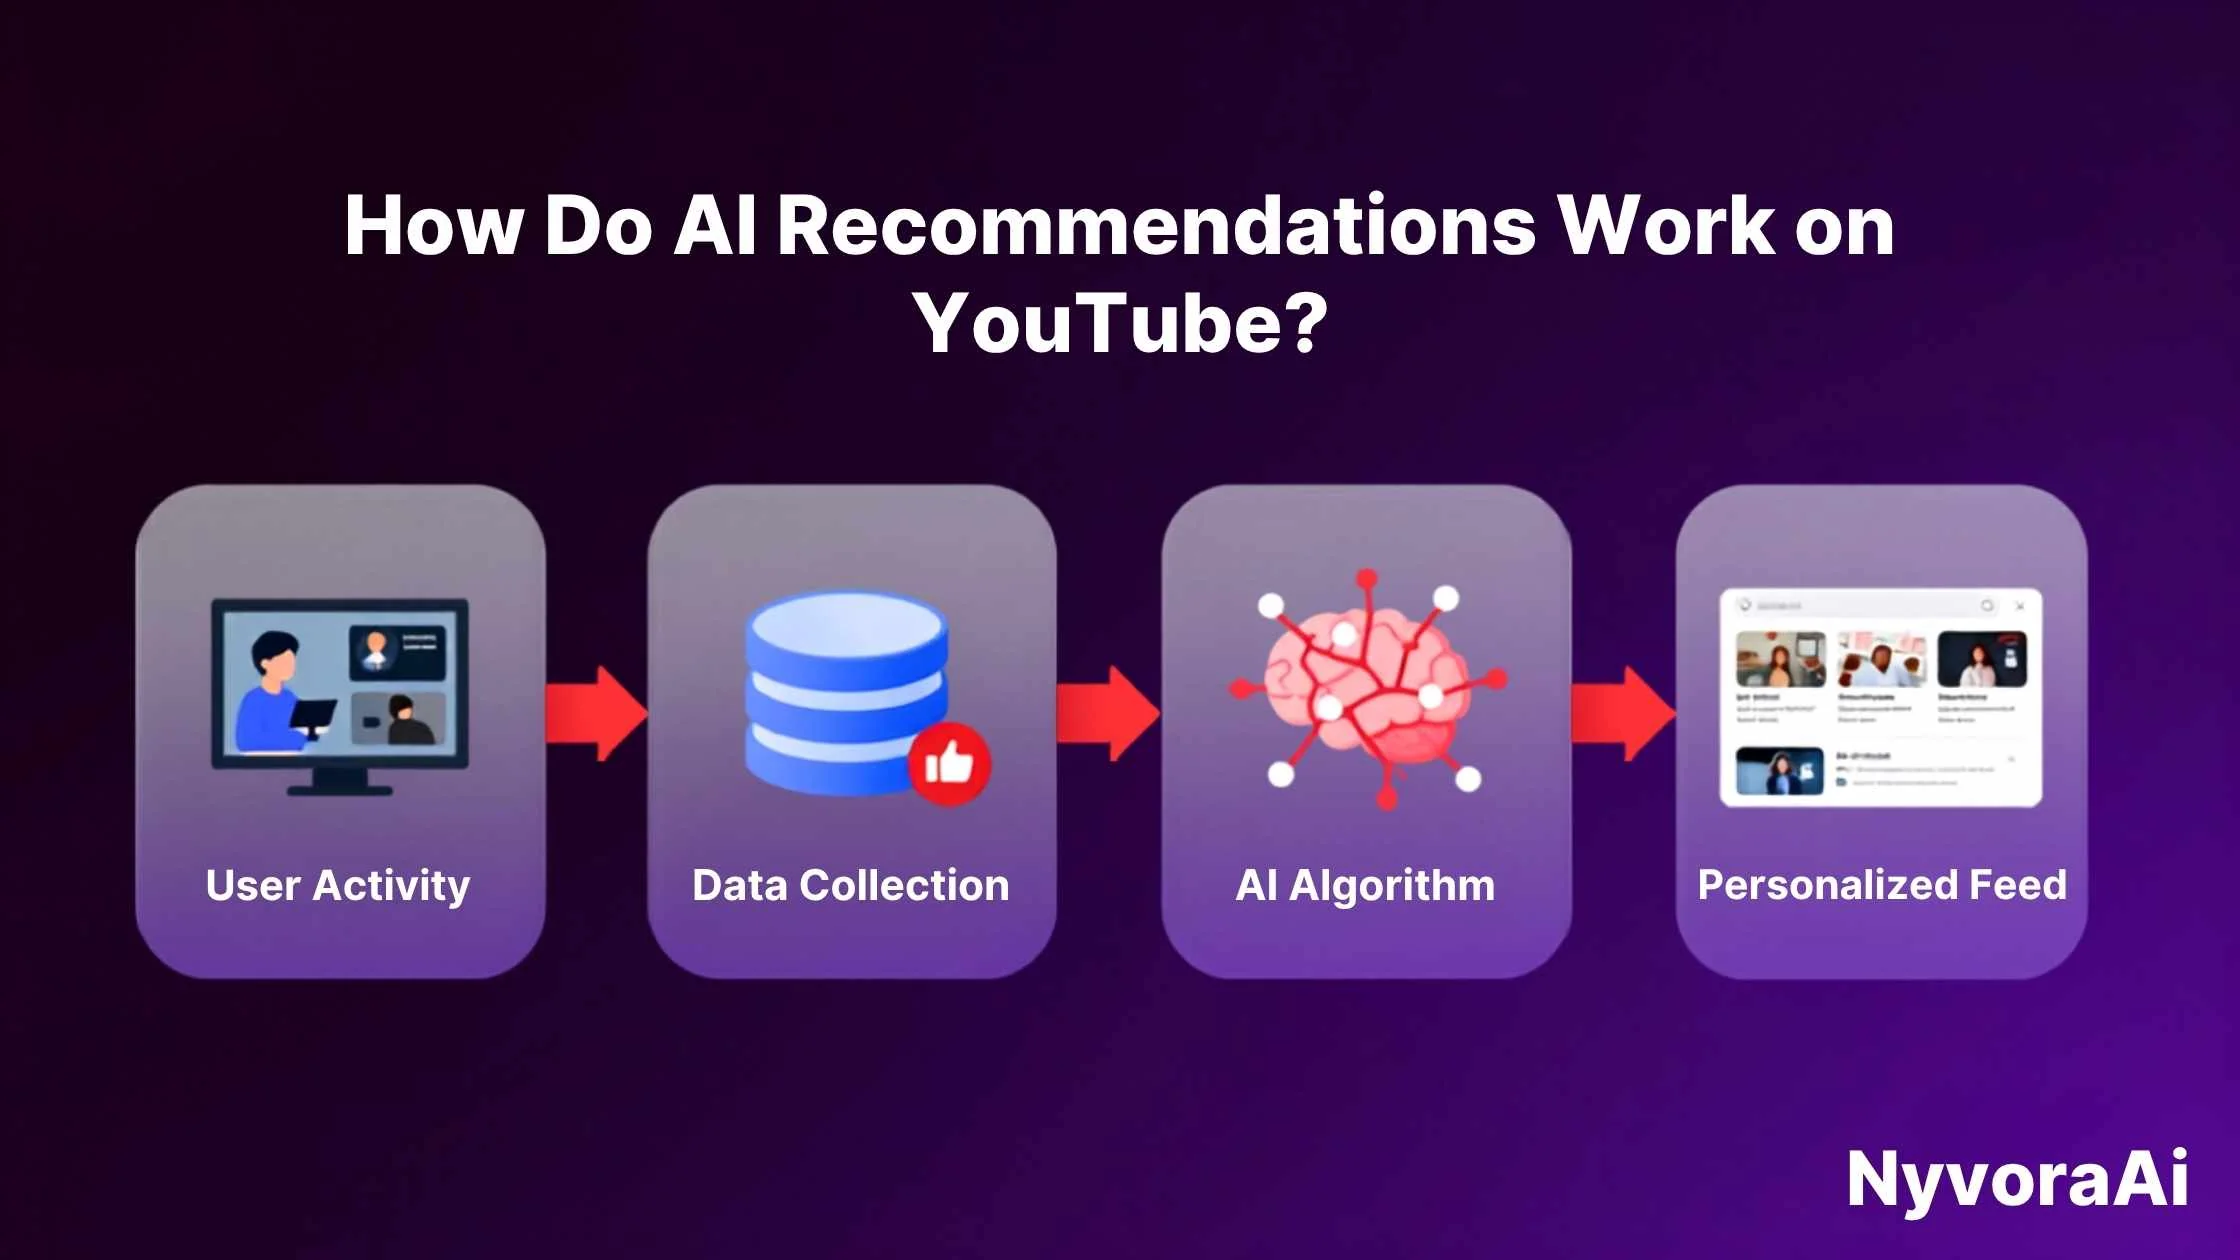 How Do AI Recommendations Work on
YouTube?
User Activity
Data Collection
AI Algorithm
Personalized Feed
NyvoraAi